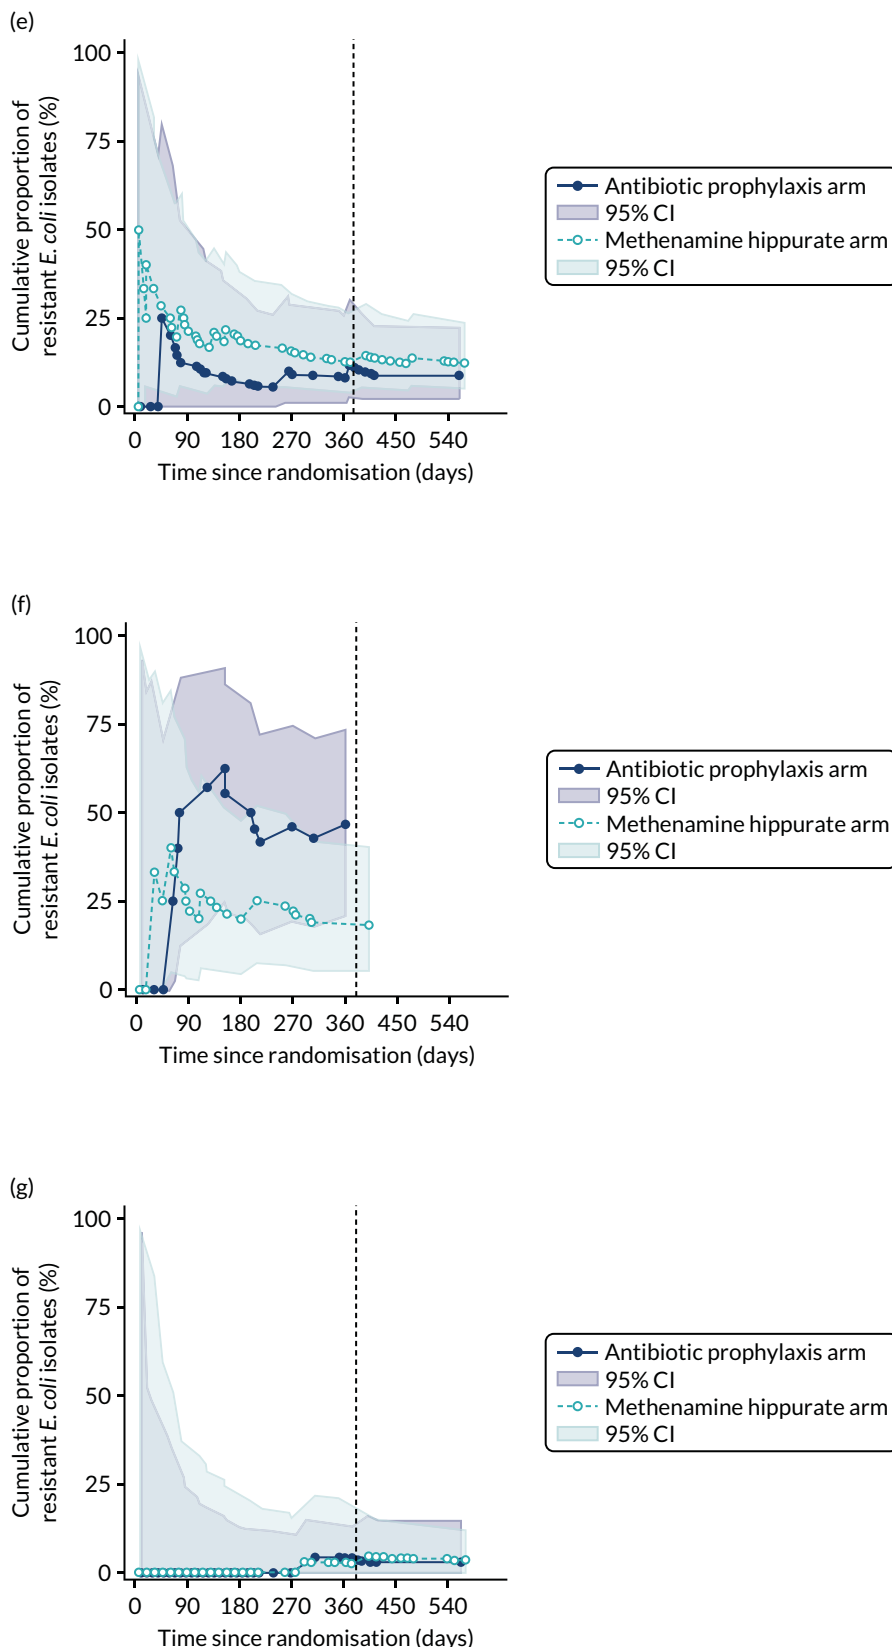 (e)
Cumulative proportion of
resistant E. coli isolates (%)
100
75
50
25
0
0 90 180 270 360 450 540
Time since randomisation (days)
Antibiotic prophylaxis arm
95% CI
Methenamine hippurate arm
95% CI
(f)
Cumulative proportion of
resistant E. coli isolates (%)
100
75
50
25
0
0 90 180 270 360 450 540
Time since randomisation (days)
Antibiotic prophylaxis arm
95% CI
Methenamine hippurate arm
95% CI
(g)
Cumulative proportion of
resistant E. coli isolates (%)
100
75
50
25
0
0 90 180 270 360 450 540
Time since randomisation (days)
Antibiotic prophylaxis arm
95% CI
Methenamine hippurate arm
95% CI